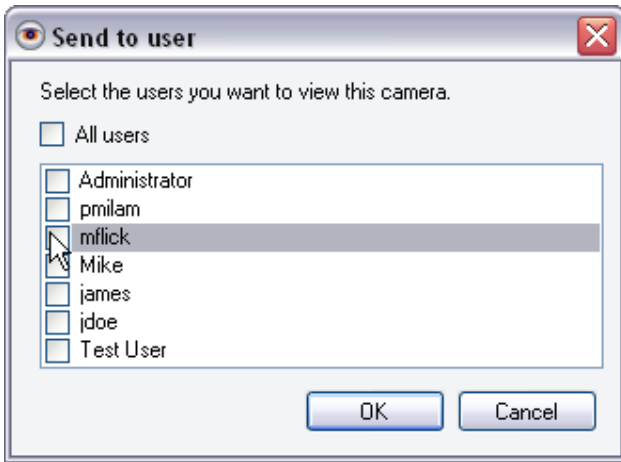 Send to user
Select the users you want to view this camera.
All users
Administrator
pmilam
mflick
Mike
james
jdoe
Test User
OK Cancel